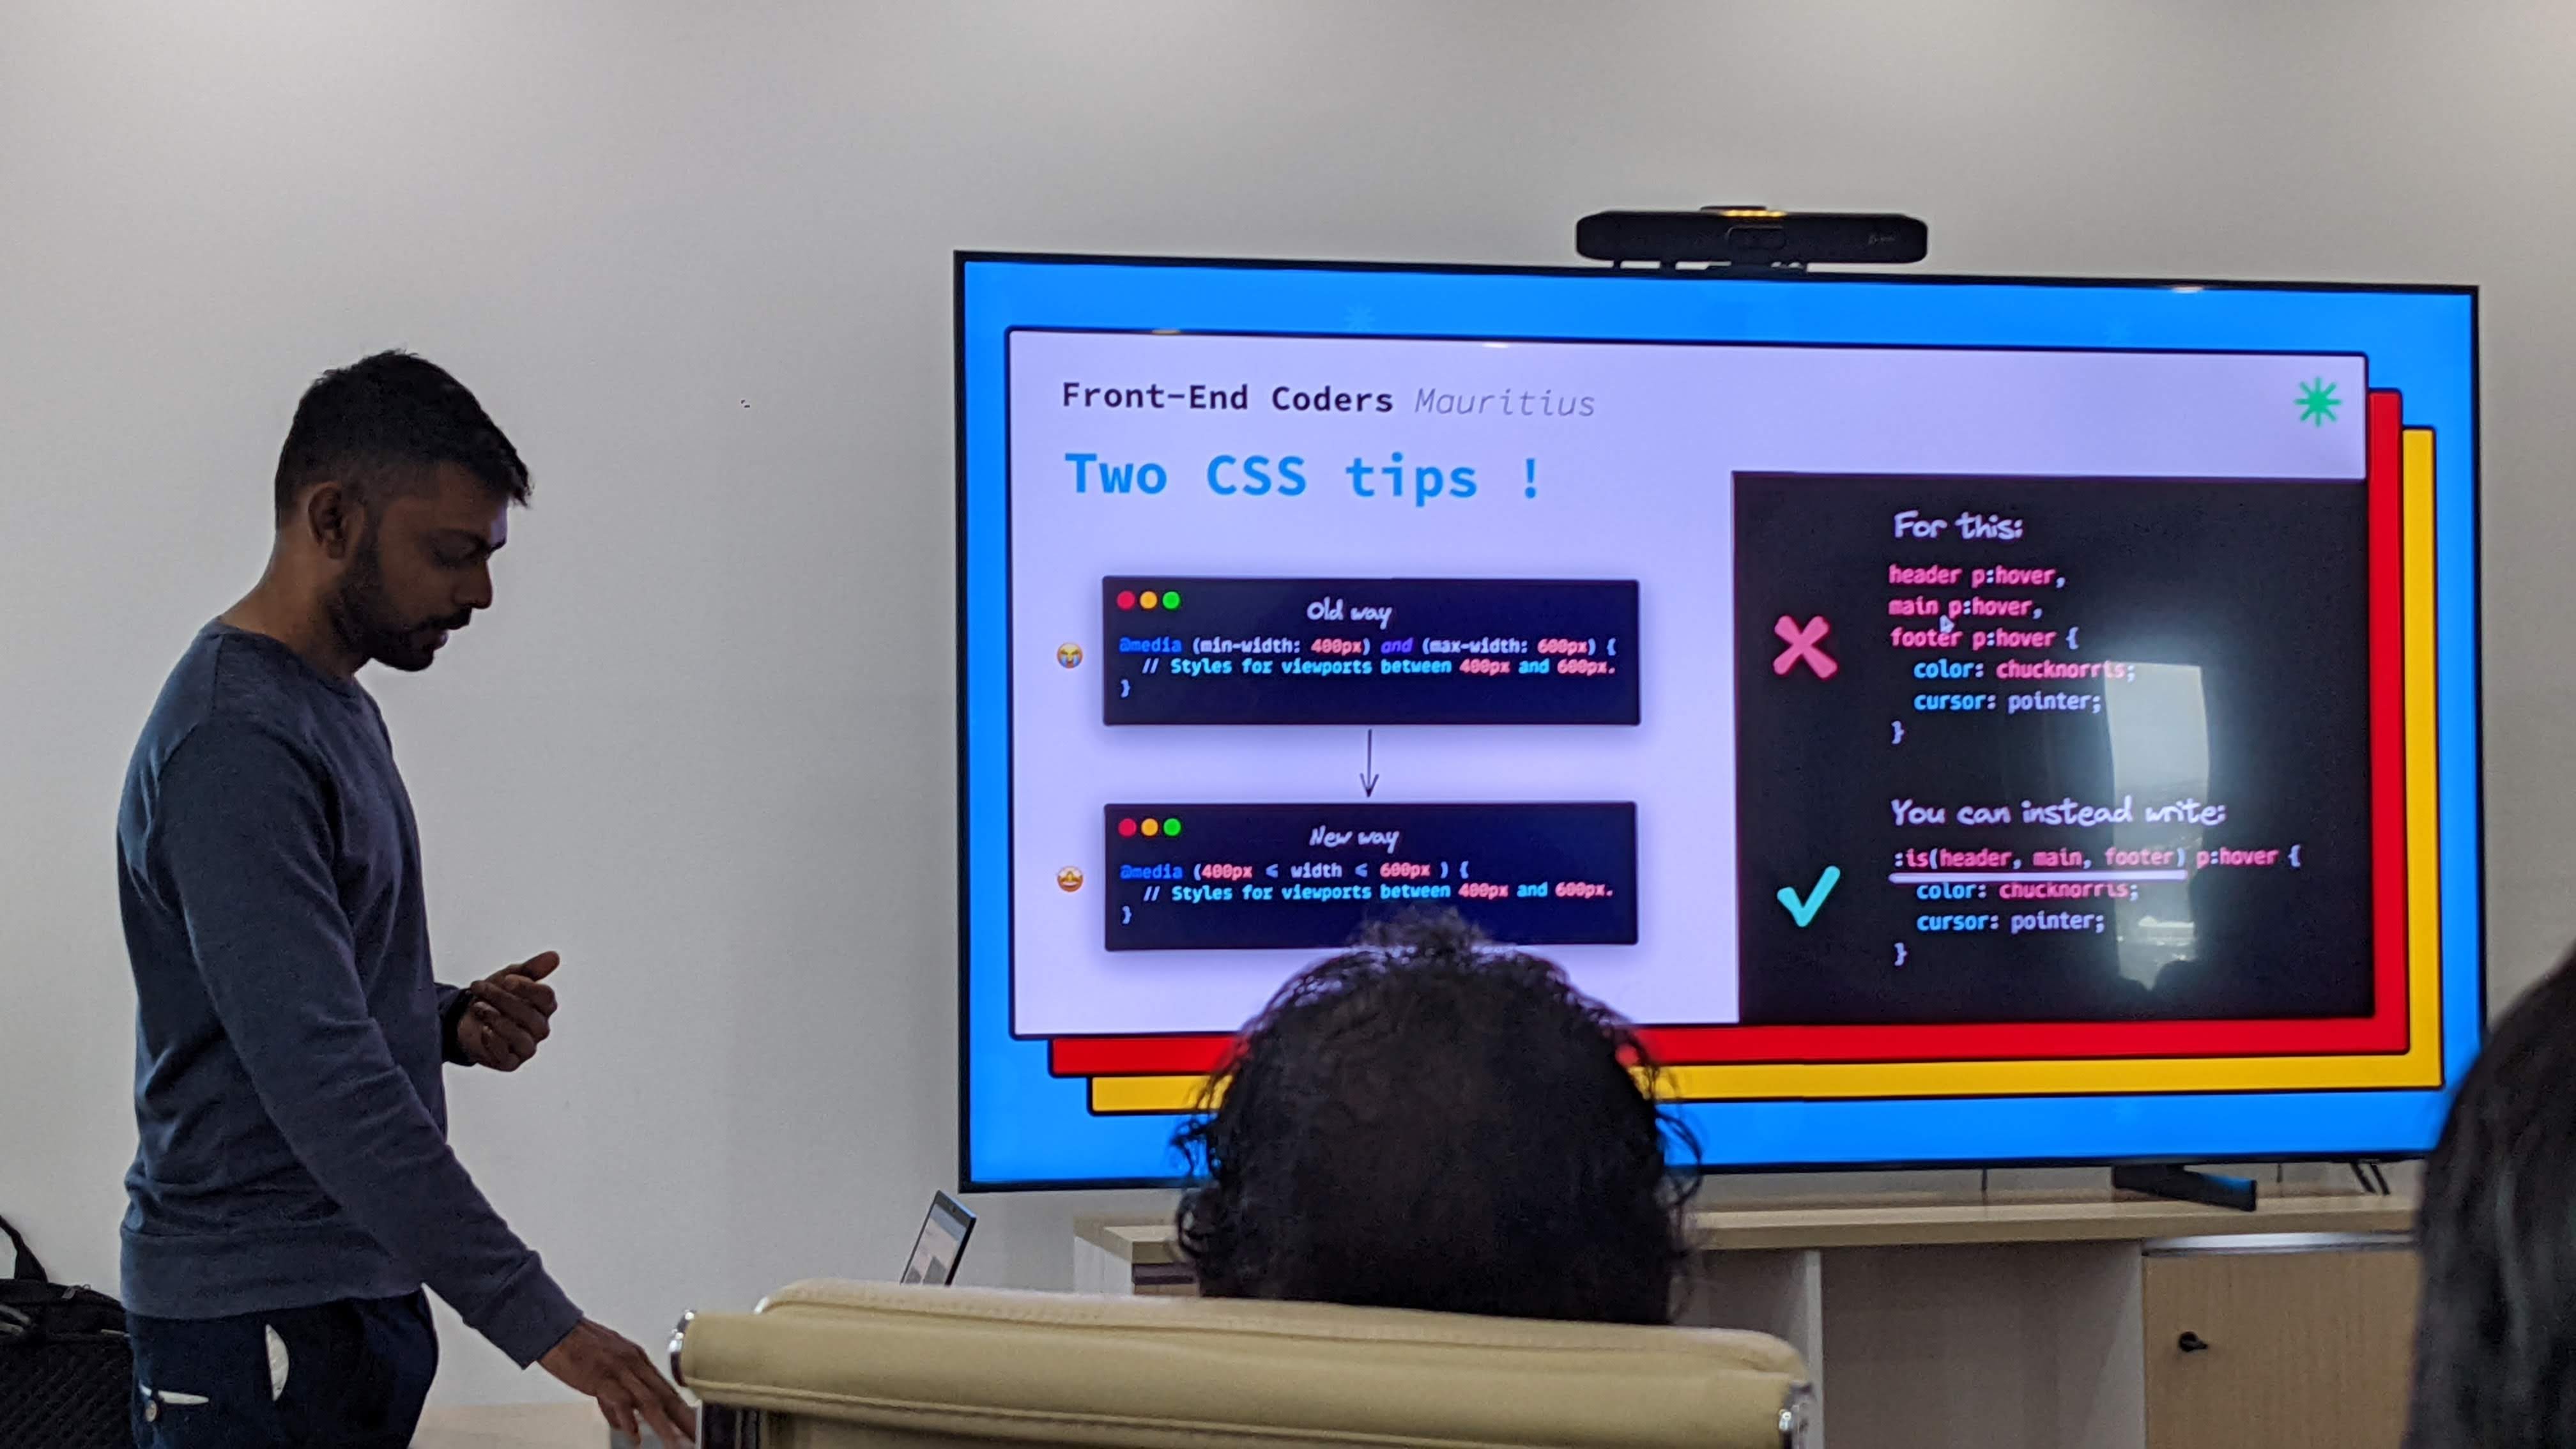 Front-End Coders Mauritius
Two CSS tips !
Old way
@media (min-width: 400px) and (max-width: 600px) {
// Styles for viewports between 400px and 600px.
}
New way
@media (400px <= width <= 600px ) {
// Styles for viewports between 400px and 600px.
}
For this:
header p:hover,
main p:hover,
footer p:hover {
color: chucknorris;
cursor: pointer;
}
You can instead write:
:is(header, main, footer) p:hover {
color: chucknorris;
cursor: pointer;
}